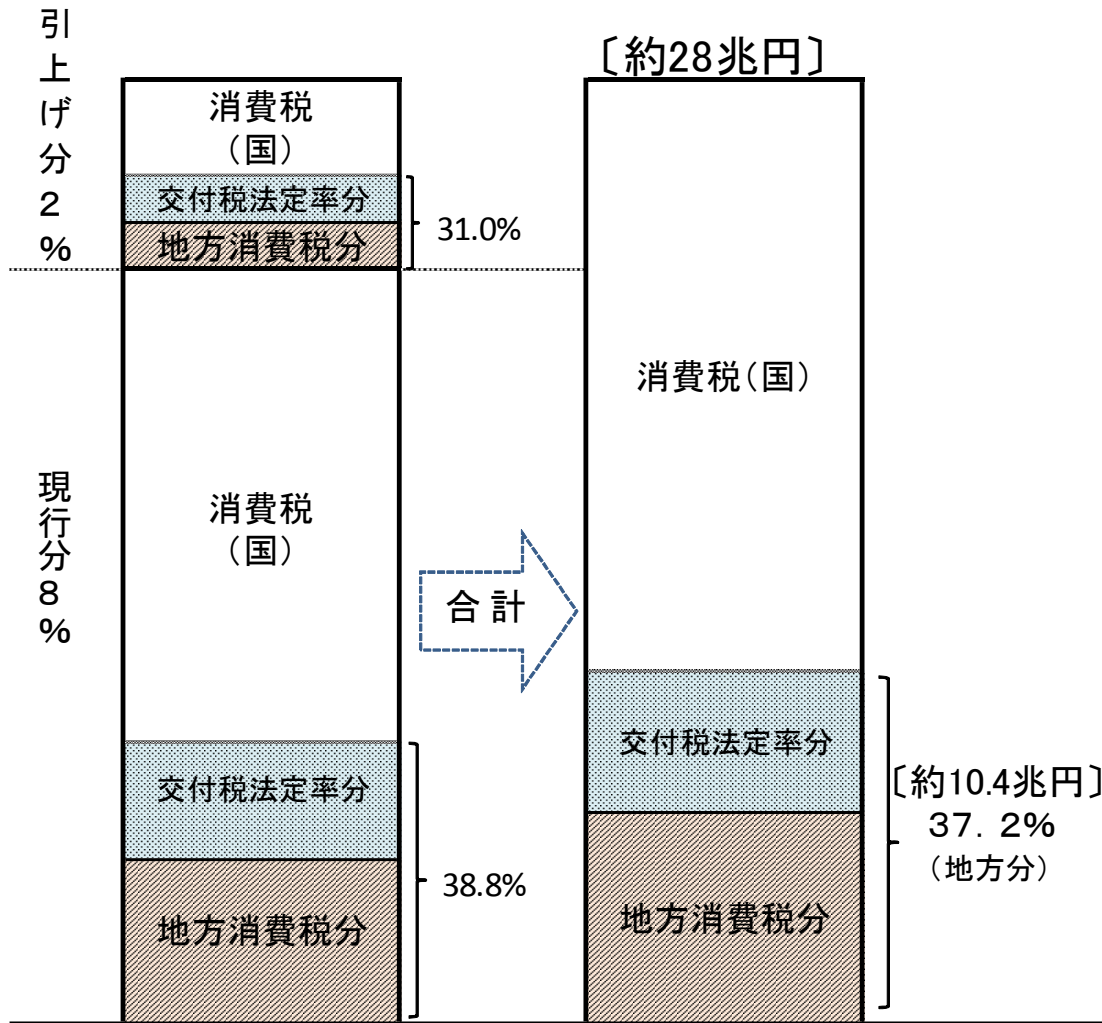 引上げ分2%
〔約28兆円〕
消費税
（国）
交付税法定率分
地方消費税分
31.0%
消費税（国）
現行分8%
消費税
（国）
合計
交付税法定率分
地方消費税分
38.8%
交付税法定率分
地方消費税分
〔約10.4兆円〕
37．2%
（地方分）